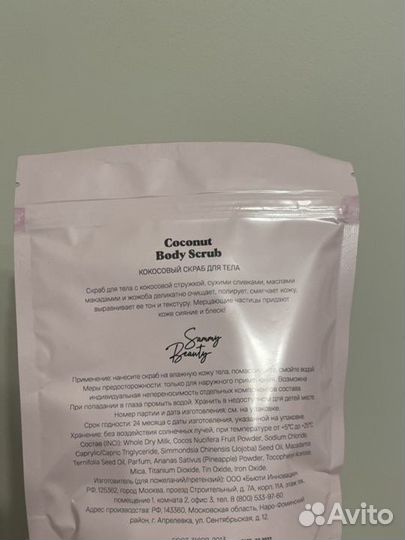 Coconut
Body Scrub
КОКОСОВЫЙ СКРАБ ДЛЯ ТЕЛА
Скраб для тела с кокосовой стружкой, сухими сливками, маслами
макадамии и жожоба деликатно очищает, полирует, смягчает кожу,
выравнивает ее тон и текстуру. Мерцающие частицы придают
коже сияние и блеск!
Sammy
Beauty
Применение: нанесите скраб на влажную кожу тела, смойте водой.
Меры предосторожности: только для наружного применения. Возможна
индивидуальная непереносимость отдельных компонентов состава
При попадании в глаза промыть водой. Хранить в недоступном для детей месте.
Номер партии и дата изготовления: см. на упаковке.
Срок годности: 24 месяца с даты изготовления, указанной на упаковке.
Хранение: без воздействия солнечных лучей, при температуре от +5°C до +25°C
Состав (INCI): Whole Dry Milk, Cocos Nucifera Fruit Powder, Sodium Chloride,
Caprylic/Capric Triglyceride, Simmondsia Chinensis (Jojoba) Seed Oil, Macadamia
Ternifolia Seed Oil, Parfum, Ananas Sativus (Pineapple) Powder, Tocopheryl
Mica, Titanium Dioxide, Tin Oxide, Iron Oxide.
Изготовитель (для пожеланий/претензий): ООО «Бьюти Инновация»,
РФ, 125362, город Москва, проезд Строительный, д. 7А, корп. 11А, этаж
помещение 1, комната 2, офис 3, тел. 8 (800) 533-97-60
Адрес производства: РФ, 143360, Московская область, Наро-Фоминский
район, г. Апрелевка, ул. Сентябрьская, д. 12.
Avito